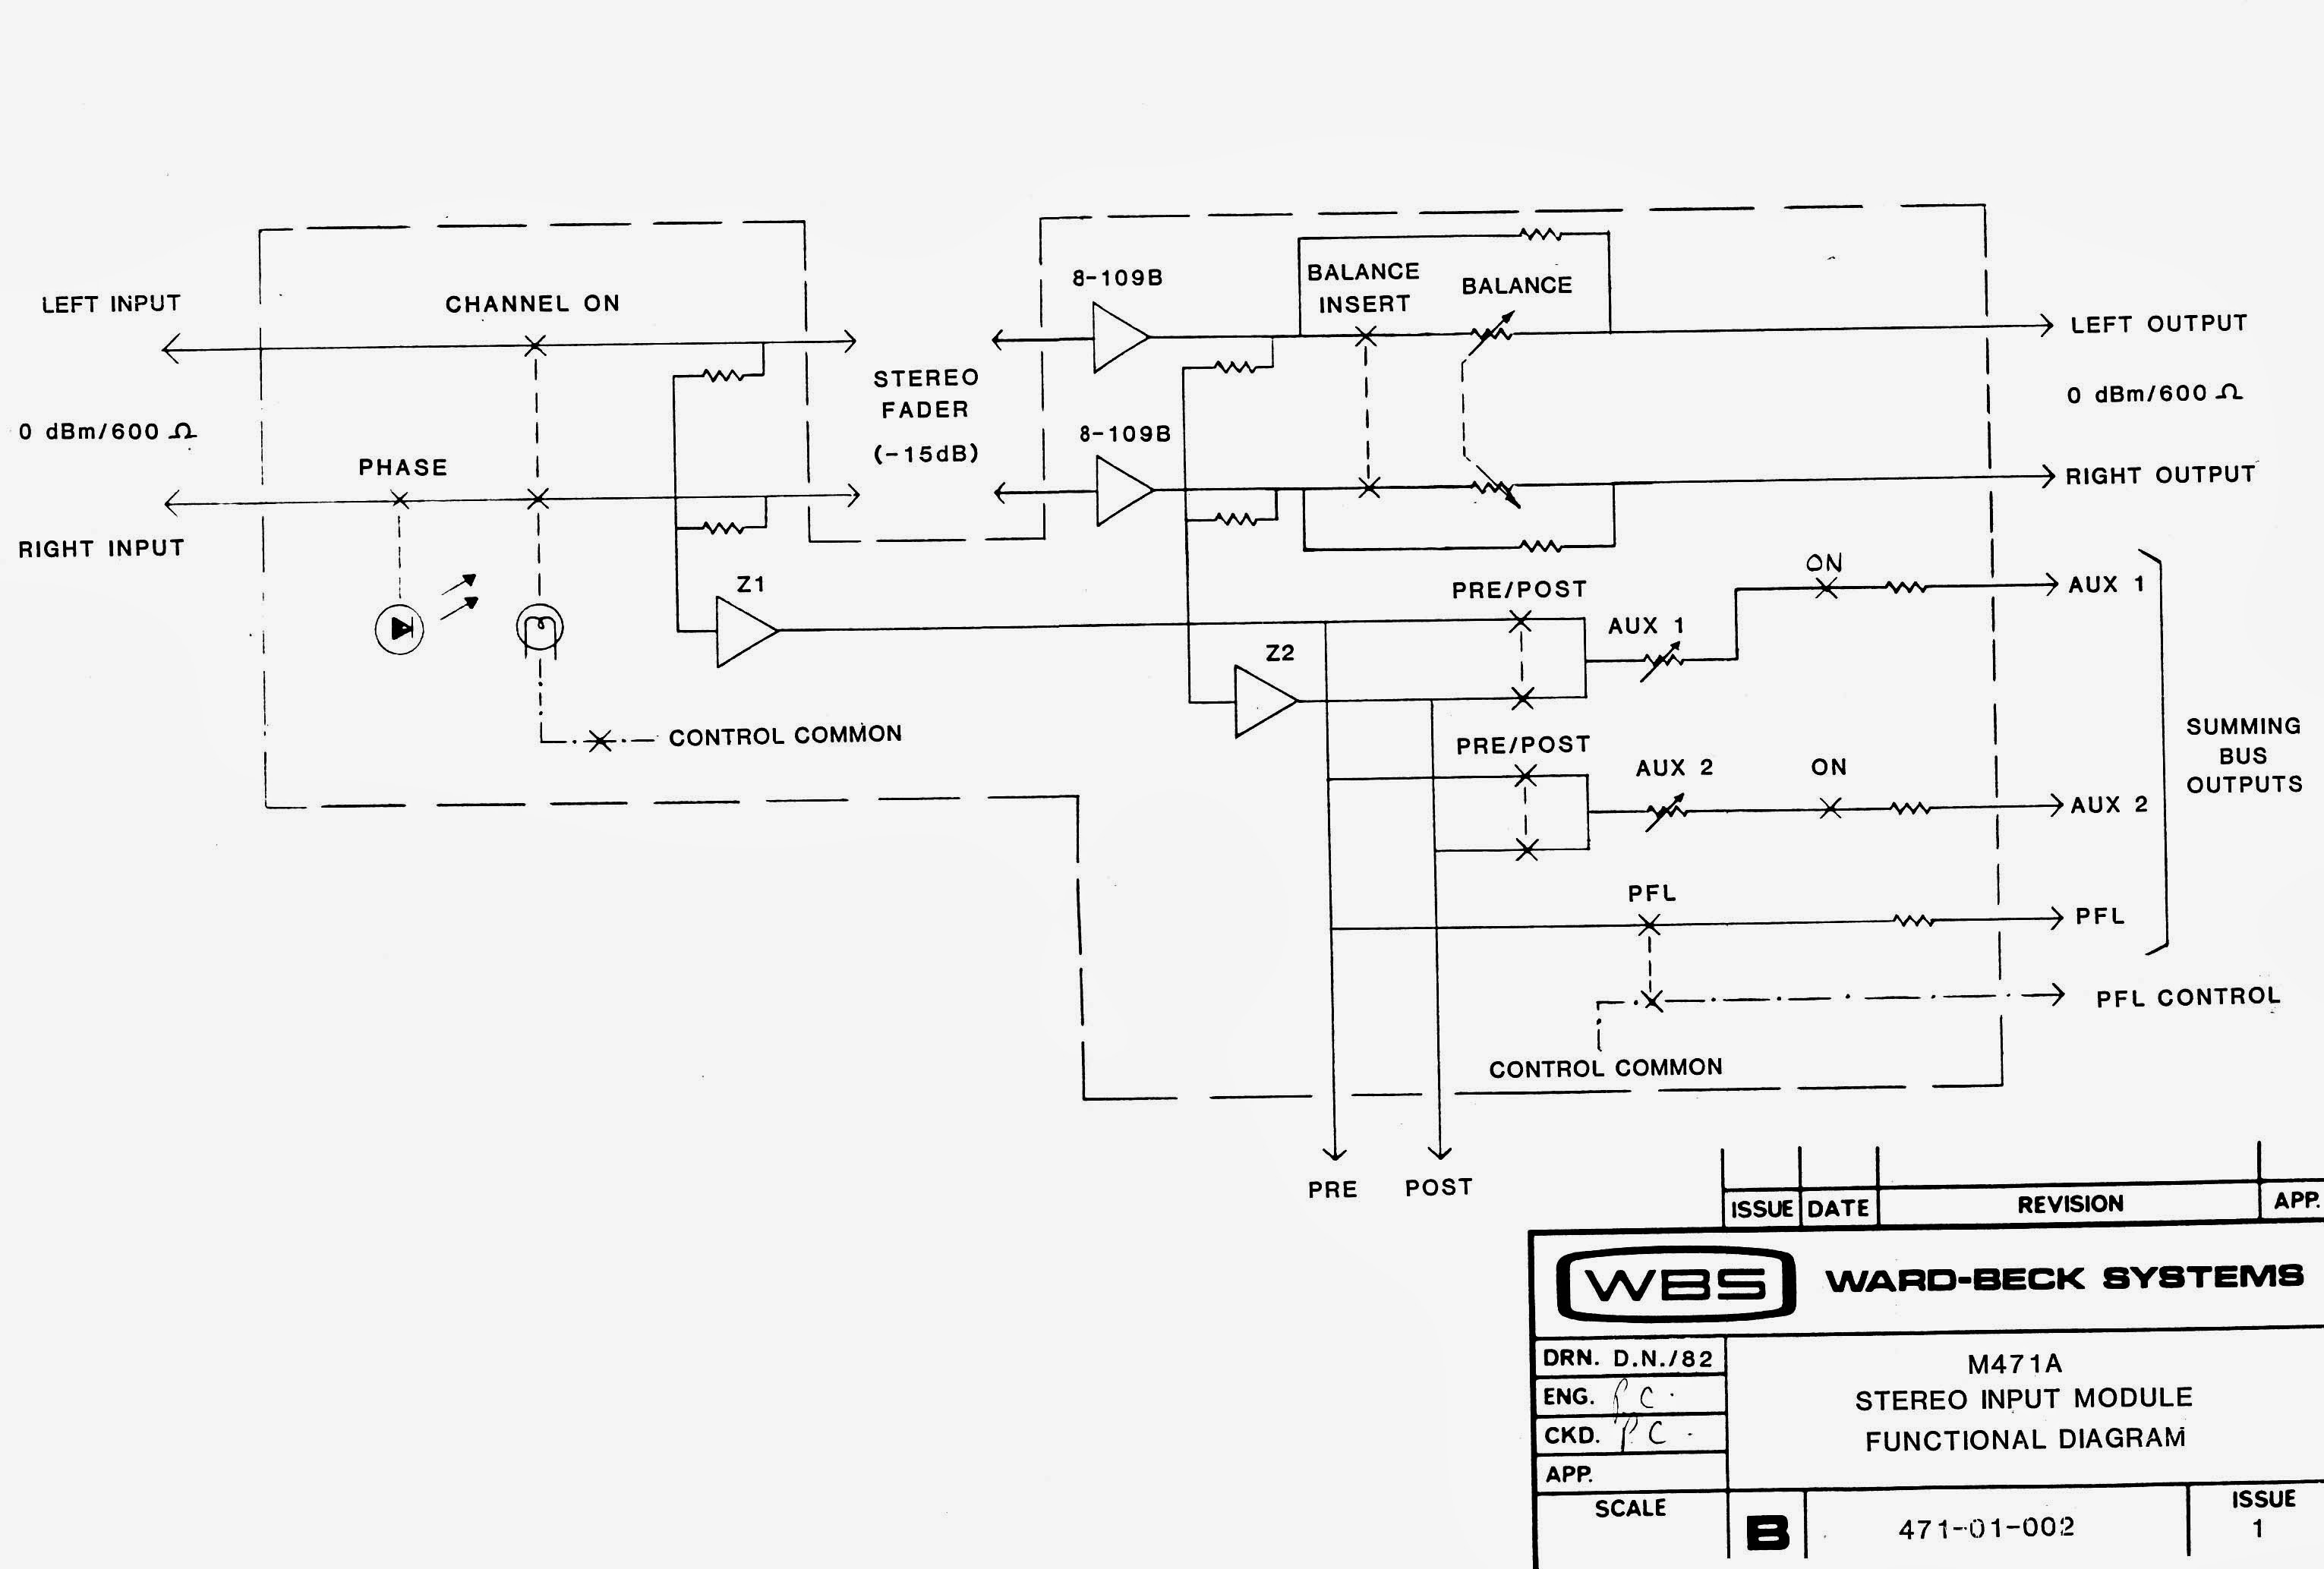 8-109B
BALANCE
INSERT
BALANCE
LEFT INPUT
CHANNEL ON
LEFT OUTPUT
STEREO
FADER
(-15dB)
0 dBm/600 Ω
0 dBm/600 Ω
8-109B
PHASE
RIGHT OUTPUT
RIGHT INPUT
Z1
PRE/POST
ON
AUX 1
AUX 1
Z2
CONTROL COMMON
PRE/POST
AUX 2
ON
AUX 2
SUMMING
BUS
OUTPUTS
PFL
PFL
PFL CONTROL
CONTROL COMMON
PRE
POST
ISSUE DATE REVISION APP.
WBS WARD-BECK SYSTEMS
DRN. D.N./82
ENG. P.C.
CKD. P.C.
APP.
M471A
STEREO INPUT MODULE
FUNCTIONAL DIAGRAM
SCALE
B
471-01-002
ISSUE
1